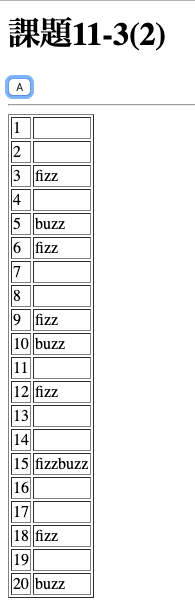 課題11-3(2)
A
1
2
3 fizz
4
5 buzz
6 fizz
7
8
9 fizz
10 buzz
11
12 fizz
13
14
15 fizzbuzz
16
17
18 fizz
19
20 buzz